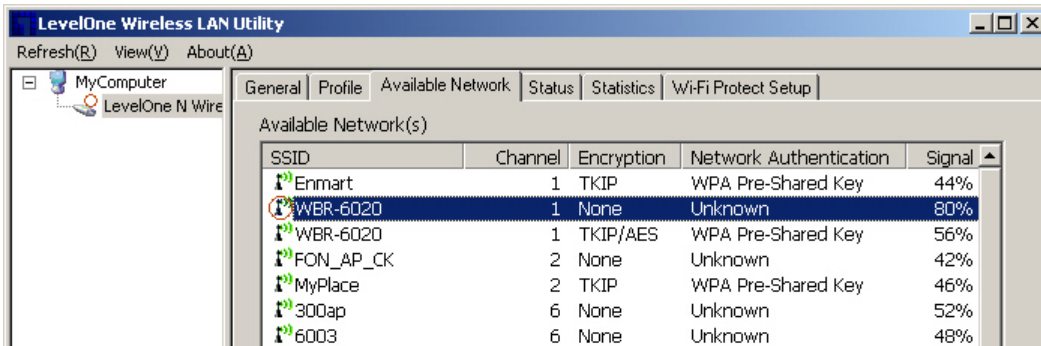 LevelOne Wireless LAN Utility
Refresh(R) View(V) About(A)
MyComputer
LevelOne N Wire
General Profile Available Network Status Statistics Wi-Fi Protect Setup
Available Network(s)
SSID Channel Encryption Network Authentication Signal
Enmart 1 TKIP WPA Pre-Shared Key 44%
WBR-6020 1 None Unknown 80%
WBR-6020 1 TKIP/AES WPA Pre-Shared Key 56%
FON_AP_CK 2 None Unknown 42%
MyPlace 2 TKIP WPA Pre-Shared Key 46%
300ap 6 None Unknown 52%
6003 6 None Unknown 48%